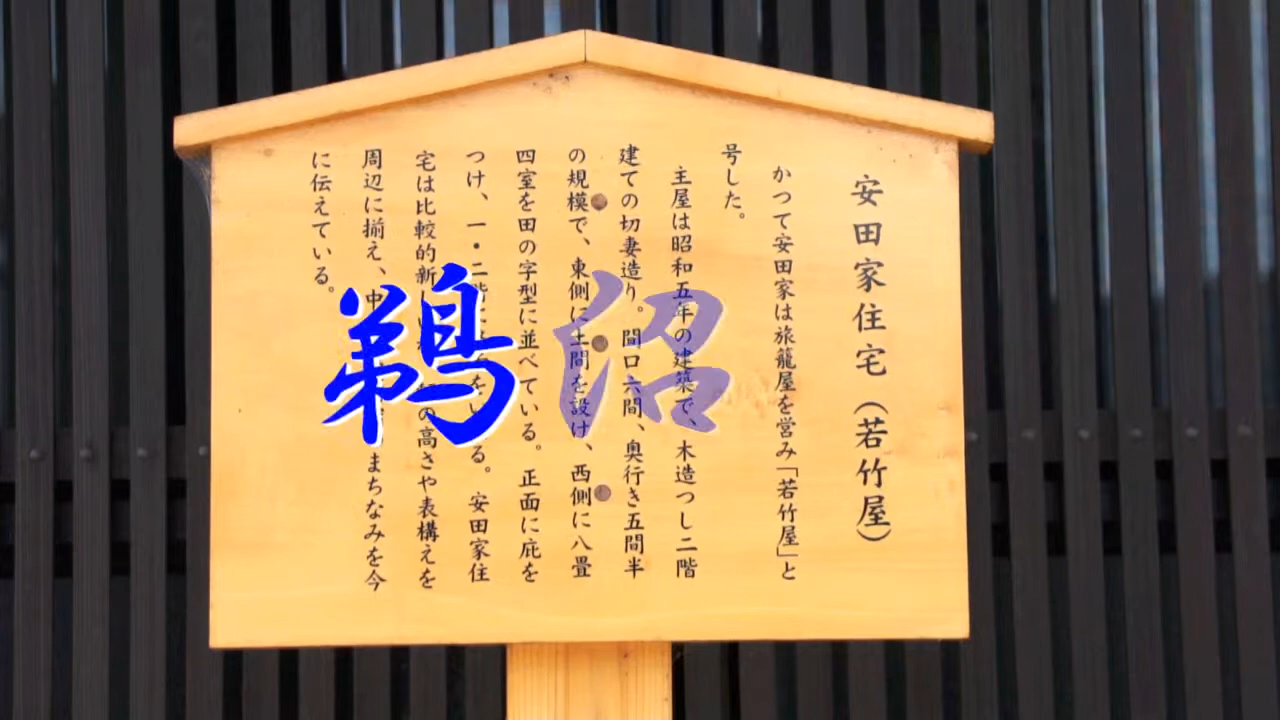 安田家住宅（若竹屋）
かつて安田家は旅籠屋を営み「若竹屋」と
号した。
主屋は昭和五年の建築で、木造つし二階
建ての切妻造り。間口六間、奥行き五間半
の規模で、東側に土間を設け、西側に八畳
四室を田の字型に並べている。正面に庇を
つけ、一・二階に る。安田家住
宅は比較的新 の高さや表構えを
周辺に揃え、中 まちなみを今
に伝えている。
鵜沼